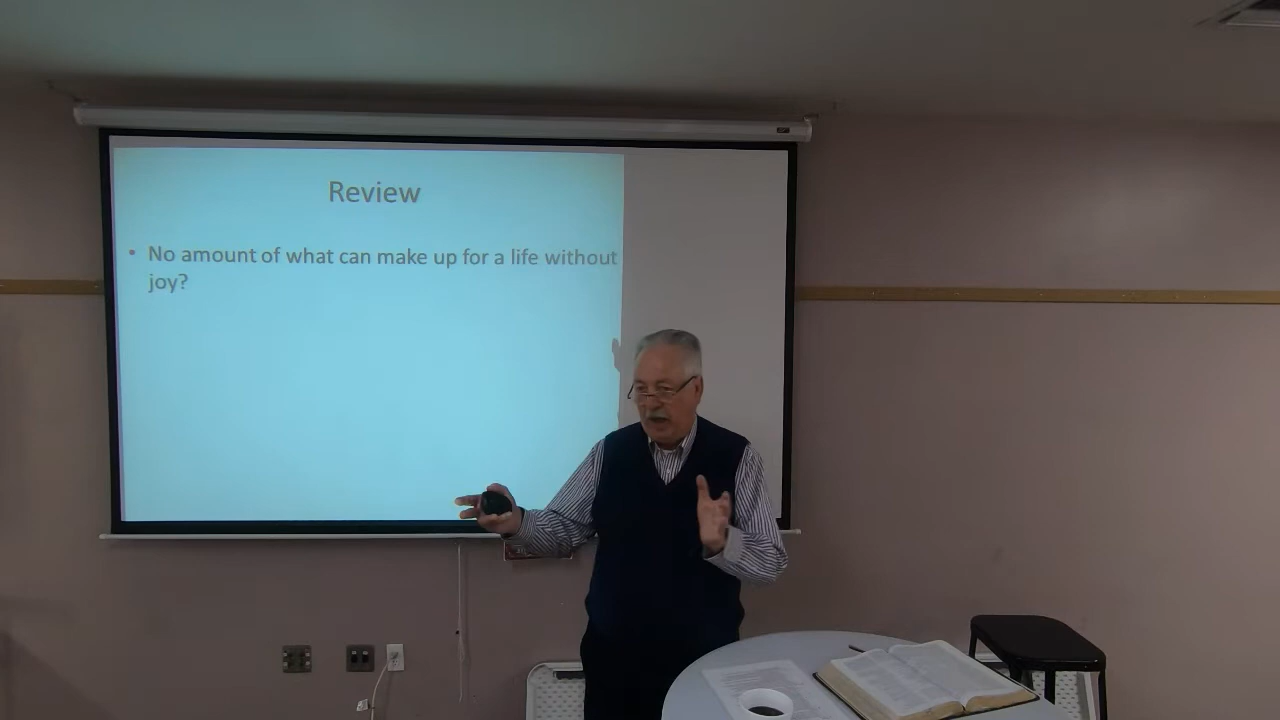 Review
• No amount of what can make up for a life without
joy?